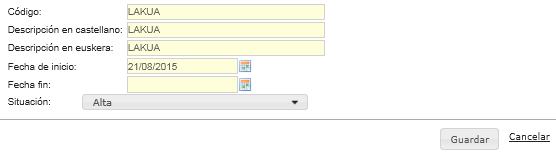 Código: LAKUA
Descripción en castellano: LAKUA
Descripción en euskera: LAKUA
Fecha de inicio: 21/08/2015
Fecha fin:
Situación: Alta
Guardar Cancelar